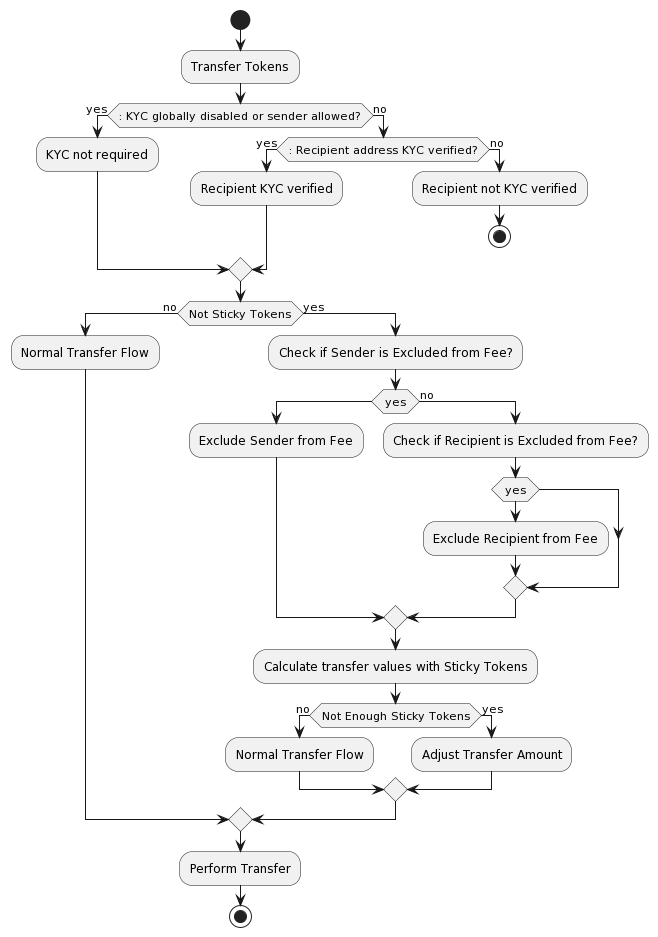 Transfer Tokens
yes
: KYC globally disabled or sender allowed?
no
KYC not required
yes
: Recipient address KYC verified?
no
Recipient KYC verified
Recipient not KYC verified
no
Not Sticky Tokens
yes
Normal Transfer Flow
Check if Sender is Excluded from Fee?
yes
no
Exclude Sender from Fee
Check if Recipient is Excluded from Fee?
yes
Exclude Recipient from Fee
Calculate transfer values with Sticky Tokens
no
Not Enough Sticky Tokens
yes
Normal Transfer Flow
Adjust Transfer Amount
Perform Transfer